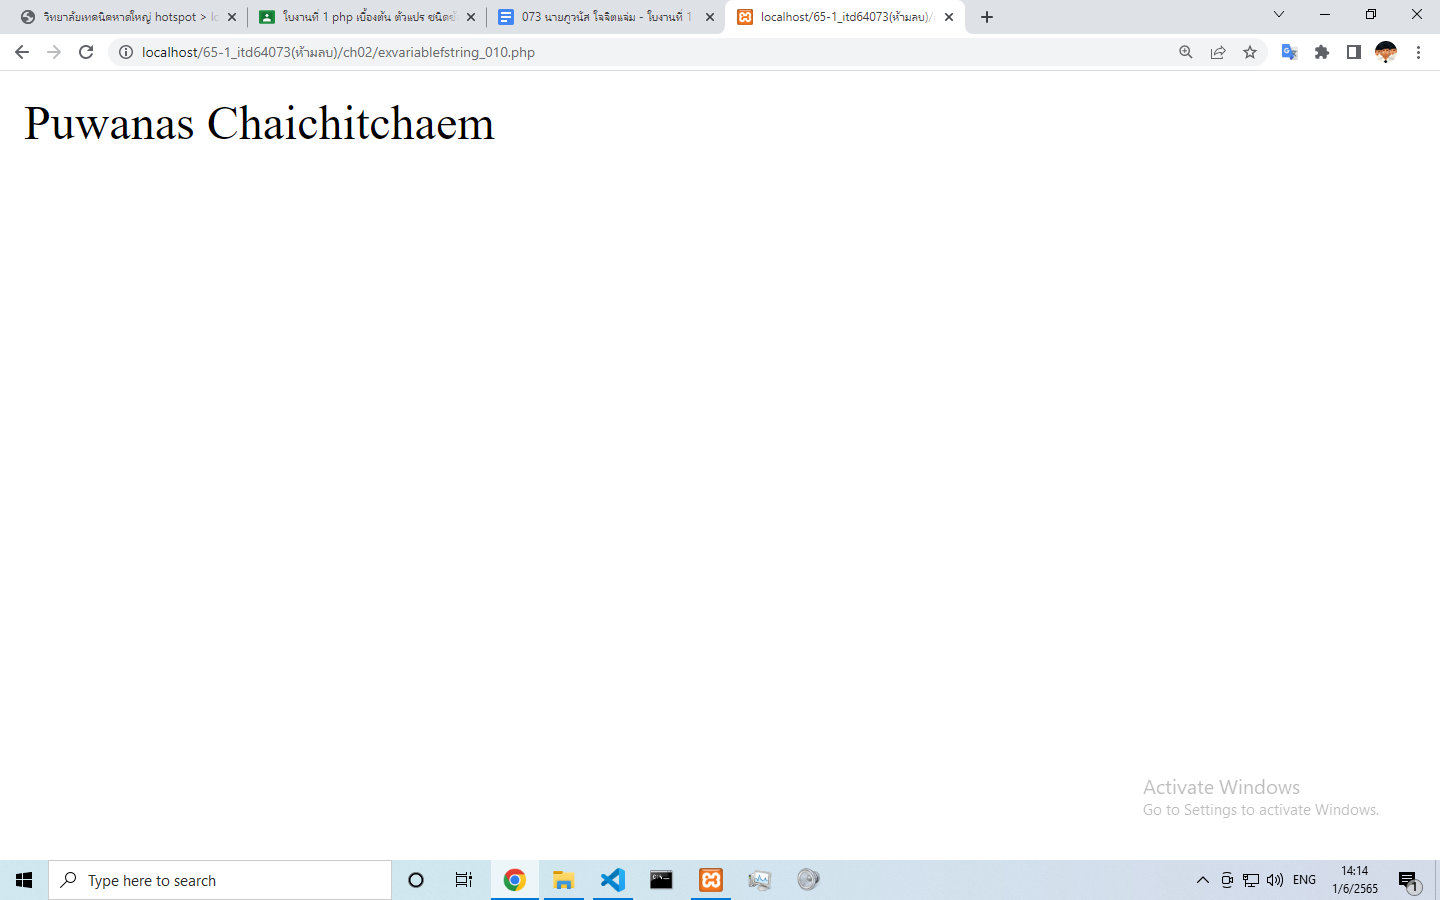 วิทยาลัยเทคนิคหาดใหญ่ hotspot > lo
ใบงานที่ 1 php เบื้องต้น ตัวแปร ชนิดข้
073 นายภูวนัส ใจจิตแจ่ม - ใบงานที่ 1
localhost/65-1_itd64073(ห้ามลบ)/
localhost/65-1_itd64073(ห้ามลบ)/ch02/exvariablefstring_010.php
Puwanas Chaichitchaem
Activate Windows
Go to Settings to activate Windows.
Type here to search
ENG
14:14
1/6/2565
1